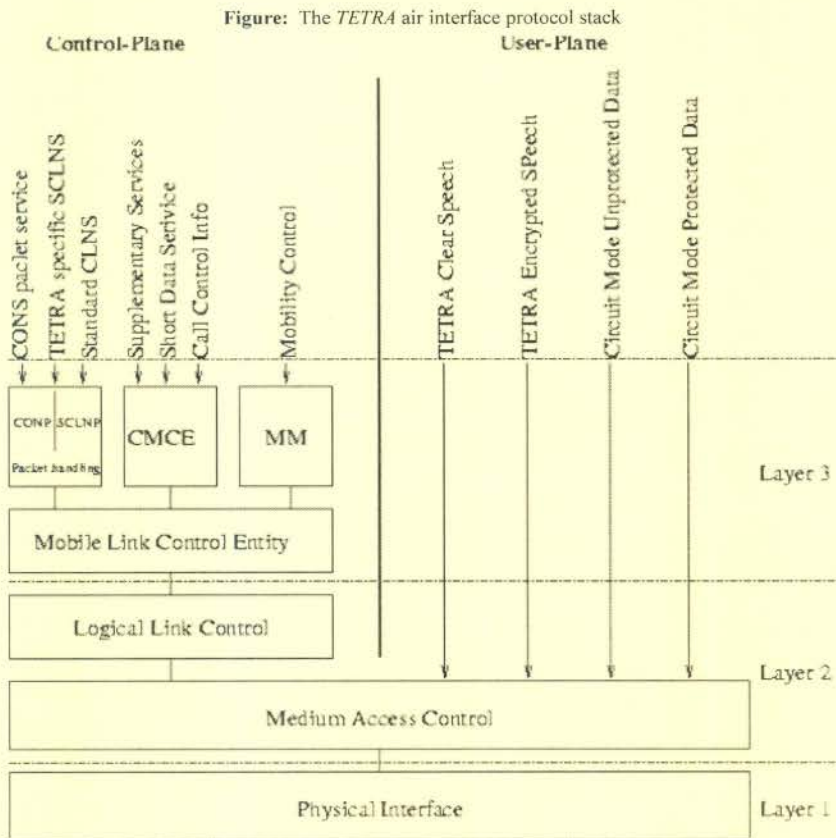 Figure: The TETRA air interface protocol stack
Control-Plane
User-Plane
CONS paclet service
TETRA specific SCLNS
Standard CLNS
Supplementary Services
Short Data Serivice
Call Control Info
Mobility Control
TETRA Clear Speech
TETRA Encrypted SPeech
Circuit Mode Unprotected Data
Circuit Mode Protected Data
CONP SCLNP
Packet handling
CMCE
MM
Layer 3
Mobile Link Control Entity
Logical Link Control
Layer 2
Medium Access Control
Physical Interface
Layer 1